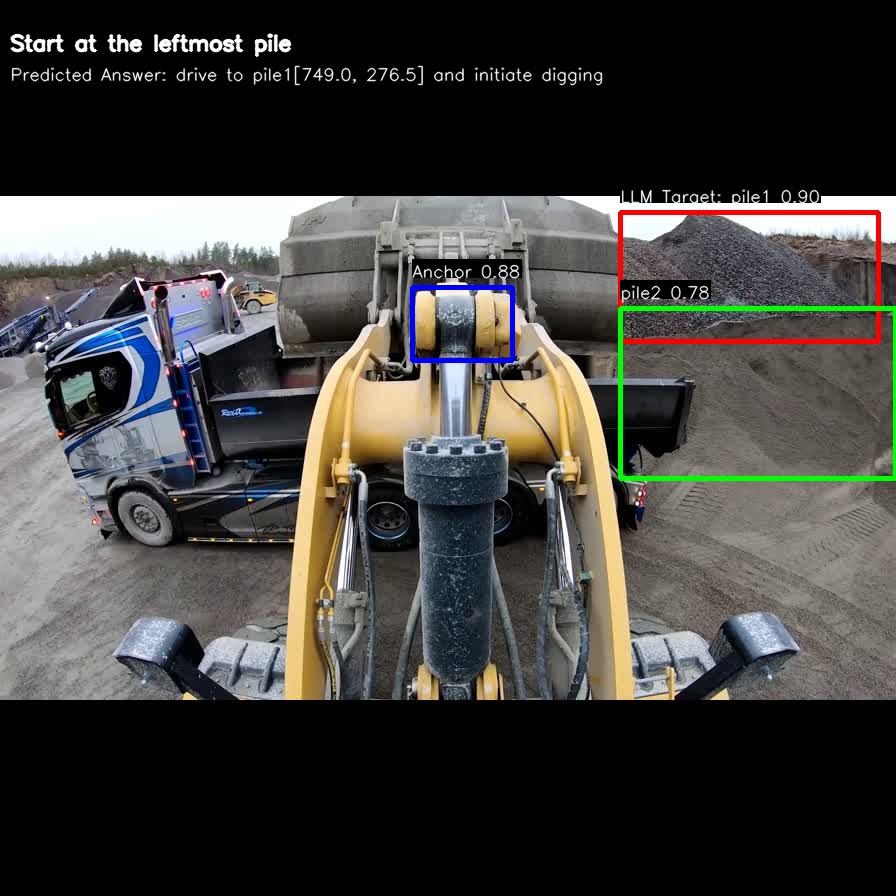 Start at the leftmost pile
Predicted Answer: drive to pile1[749.0, 276.5] and initiate digging
LLM Target: pile1 0.90
Anchor 0.88
pile2 0.78